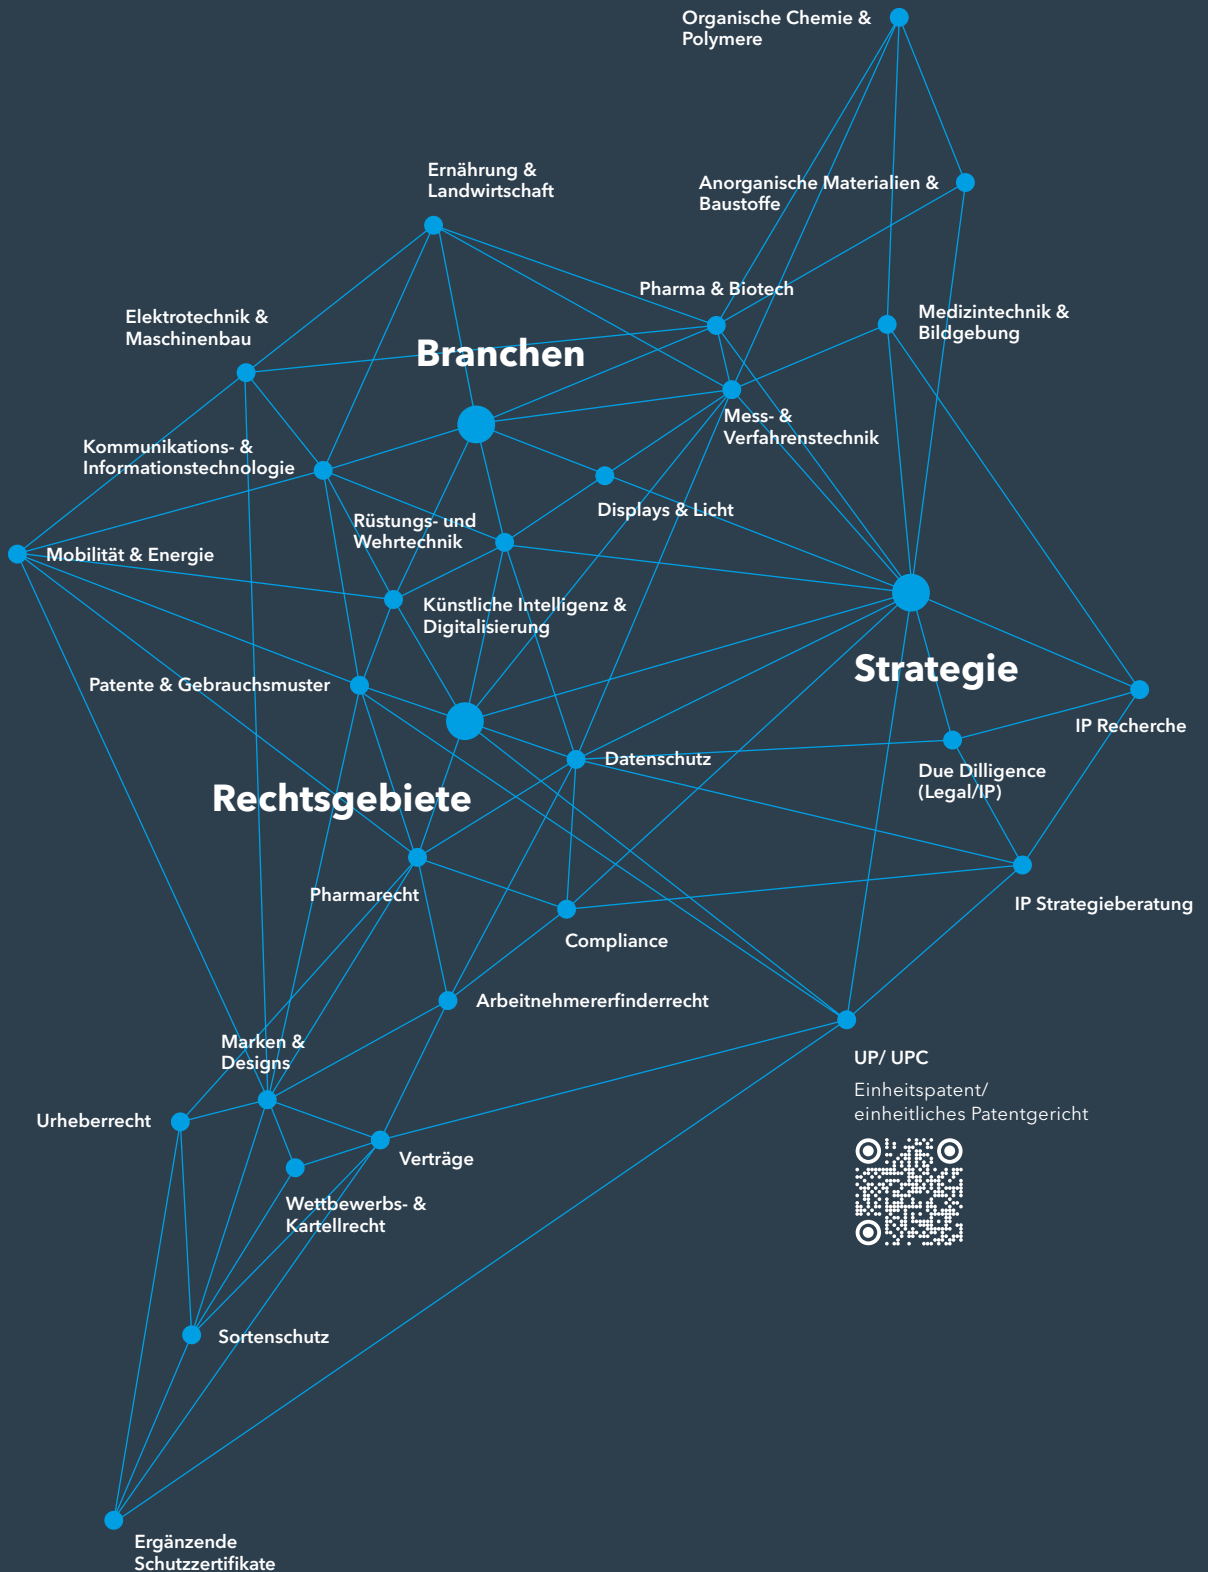 Organische Chemie &
Polymere
Ernährung &
Landwirtschaft
Anorganische Materialien &
Baustoffe
Pharma & Biotech
Elektrotechnik &
Maschinenbau
Medizintechnik &
Bildgebung
Branchen
Mess- &
Verfahrenstechnik
Kommunikations- &
Informationstechnologie
Displays & Licht
Rüstungs- und
Wehrtechnik
Mobilität & Energie
Künstliche Intelligenz &
Digitalisierung
Strategie
Patente & Gebrauchsmuster
IP Recherche
Datenschutz
Due Dilligence
(Legal/IP)
Rechtsgebiete
Pharmarecht
IP Strategieberatung
Compliance
Arbeitnehmererfinderrecht
Marken &
Designs
UP/ UPC
Einheitspatent/
einheitliches Patentgericht
Urheberrecht
Verträge
Wettbewerbs- &
Kartellrecht
Sortenschutz
Ergänzende
Schutzzertifikate